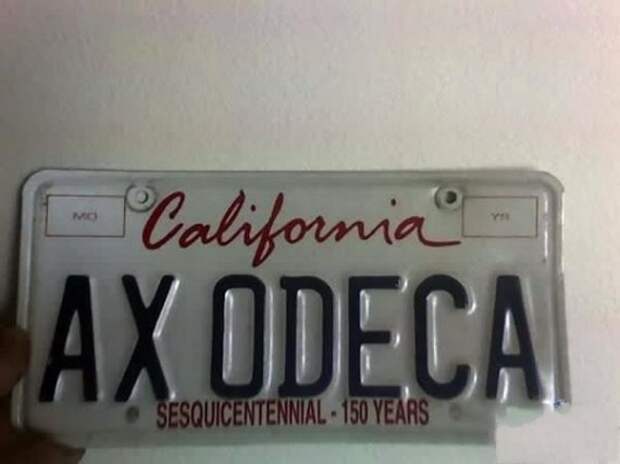 MO California YR
AX ODECA
SESQUICENTENNIAL - 150 YEARS